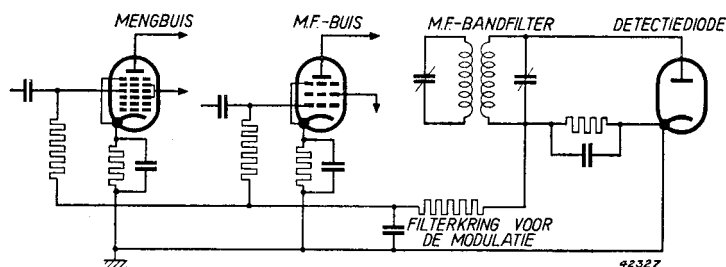 MENGBUIS
M.F.-BUIS
M.F.-BANDFILTER
DETECTIEDIODE
FILTERKRING VOOR
DE MODULATIE
42327